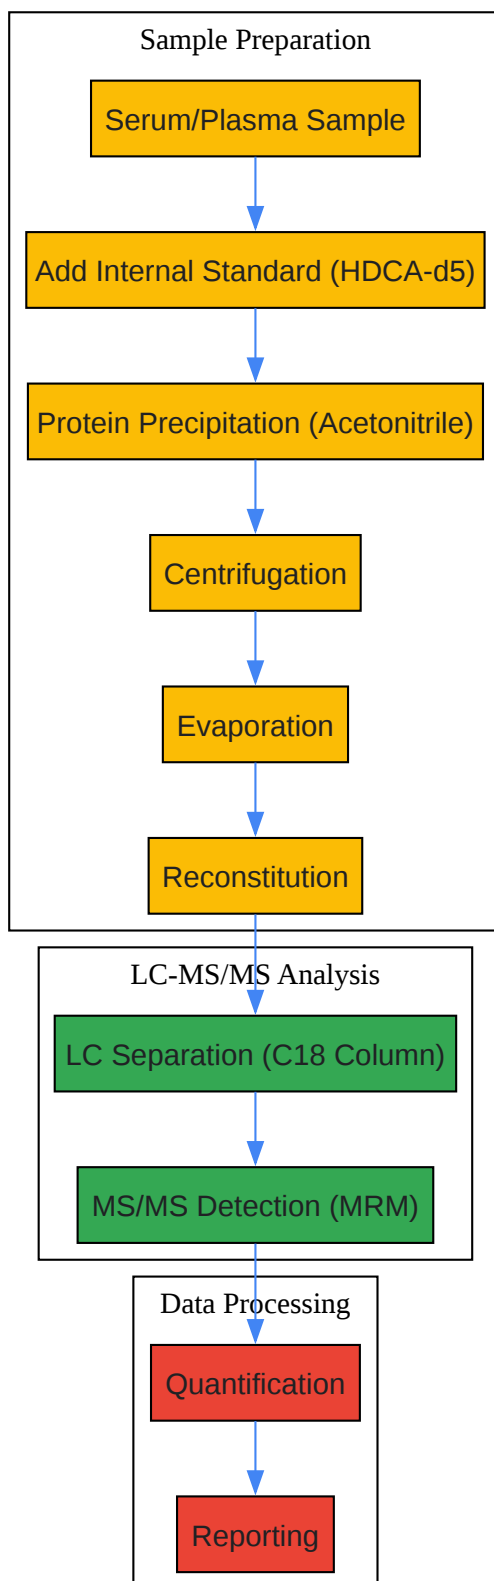 Sample Preparation
Serum/Plasma Sample
Add Internal Standard (HDCA-d5)
Protein Precipitation (Acetonitrile)
Centrifugation
Evaporation
Reconstitution
LC-MS/MS Analysis
LC Separation (C18 Column)
MS/MS Detection (MRM)
Data Processing
Quantification
Reporting